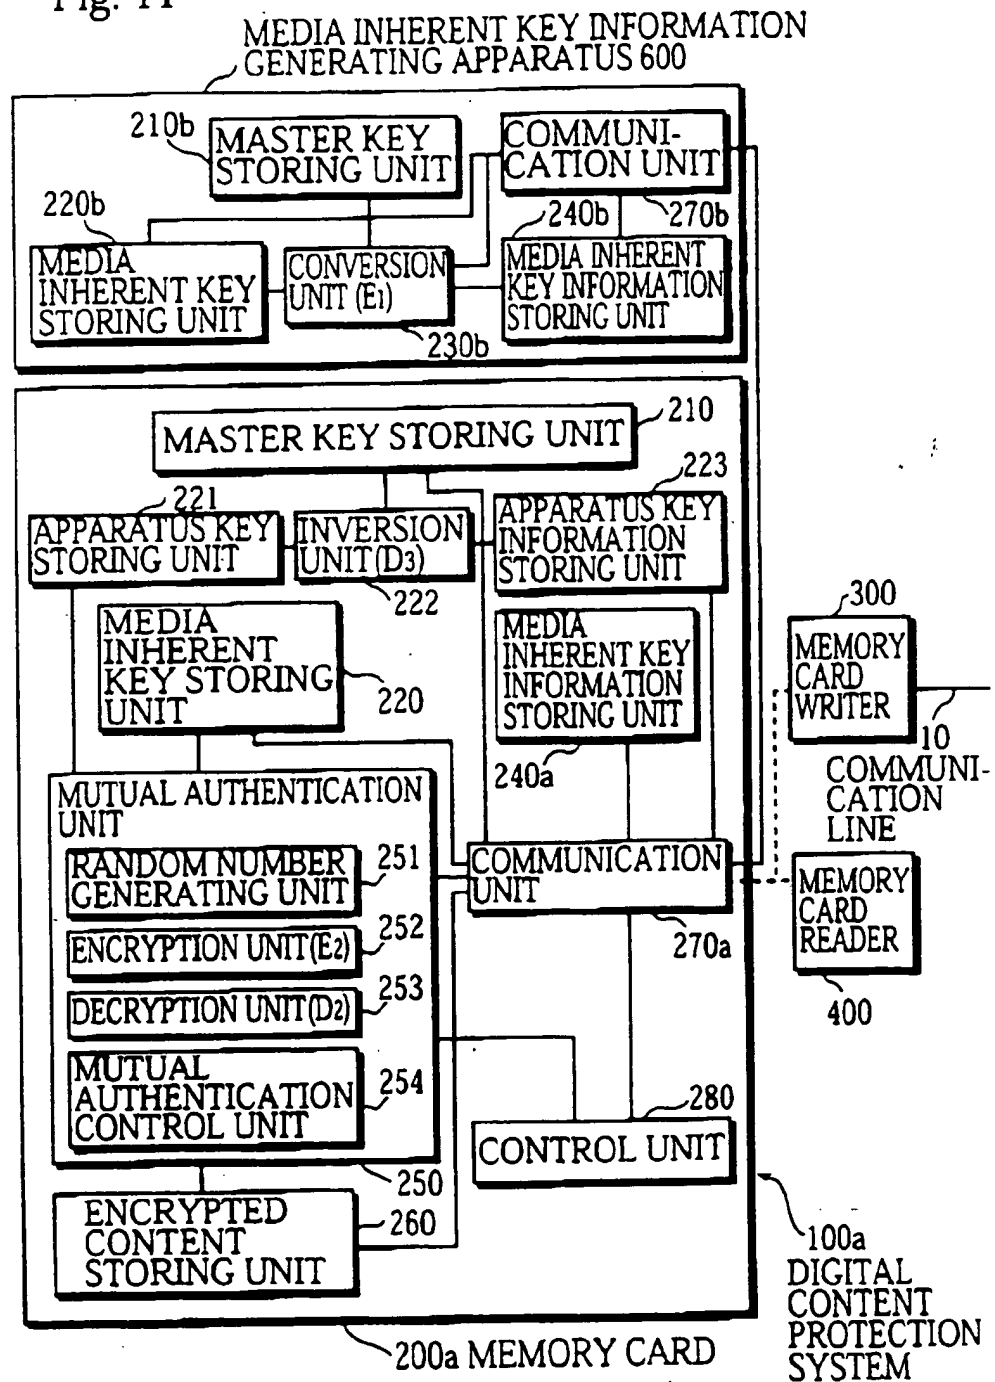 Fig. 11
MEDIA INHERENT KEY INFORMATION
GENERATING APPARATUS 600
210b
MASTER KEY
STORING UNIT
COMMUNI-
CATION UNIT
220b
240b
270b
MEDIA
INHERENT KEY
STORING UNIT
CONVERSION
UNIT (E1)
MEDIA INHERENT
KEY INFORMATION
STORING UNIT
230b
210
MASTER KEY STORING UNIT
223
221
APPARATUS KEY
STORING UNIT
INVERSION
UNIT (D3)
APPARATUS KEY
INFORMATION
STORING UNIT
222
MEDIA
INHERENT
KEY STORING
UNIT
220
MEDIA
INHERENT KEY
INFORMATION
STORING UNIT
240a
300
MEMORY
CARD
WRITER
10
COMMUNI-
CATION
LINE
MUTUAL AUTHENTICATION
UNIT
RANDOM NUMBER
GENERATING UNIT
251
COMMUNICATION
UNIT
270a
MEMORY
CARD
READER
400
ENCRYPTION UNIT (E2)
252
DECRYPTION UNIT (D2)
253
MUTUAL
AUTHENTICATION
CONTROL UNIT
254
280
CONTROL UNIT
250
ENCRYPTED
CONTENT
STORING UNIT
260
100a
DIGITAL
CONTENT
PROTECTION
SYSTEM
200a MEMORY CARD